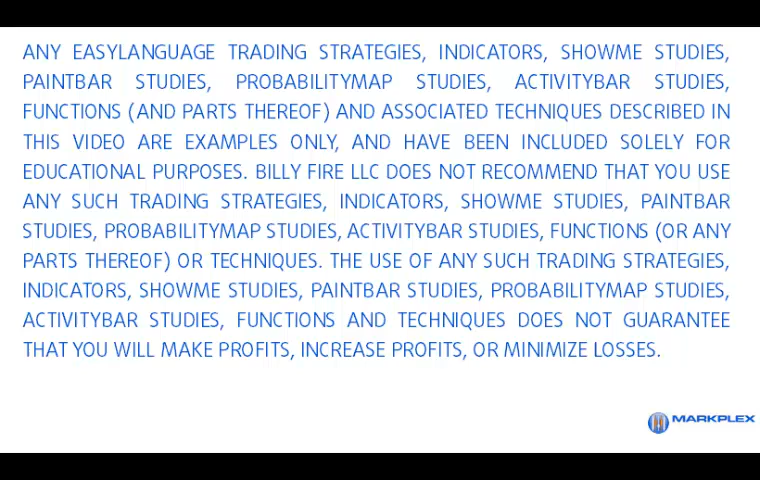 ANY EASYLANGUAGE TRADING STRATEGIES, INDICATORS, SHOWME STUDIES,
PAINTBAR STUDIES, PROBABILITYMAP STUDIES, ACTIVITYBAR STUDIES,
FUNCTIONS (AND PARTS THEREOF) AND ASSOCIATED TECHNIQUES DESCRIBED IN
THIS VIDEO ARE EXAMPLES ONLY, AND HAVE BEEN INCLUDED SOLELY FOR
EDUCATIONAL PURPOSES. BILLY FIRE LLC DOES NOT RECOMMEND THAT YOU USE
ANY SUCH TRADING STRATEGIES, INDICATORS, SHOWME STUDIES, PAINTBAR
STUDIES, PROBABILITYMAP STUDIES, ACTIVITYBAR STUDIES, FUNCTIONS (OR ANY
PARTS THEREOF) OR TECHNIQUES. THE USE OF ANY SUCH TRADING STRATEGIES,
INDICATORS, SHOWME STUDIES, PAINTBAR STUDIES, PROBABILITYMAP STUDIES,
ACTIVITYBAR STUDIES, FUNCTIONS AND TECHNIQUES DOES NOT GUARANTEE
THAT YOU WILL MAKE PROFITS, INCREASE PROFITS, OR MINIMIZE LOSSES.
MARKPLEX